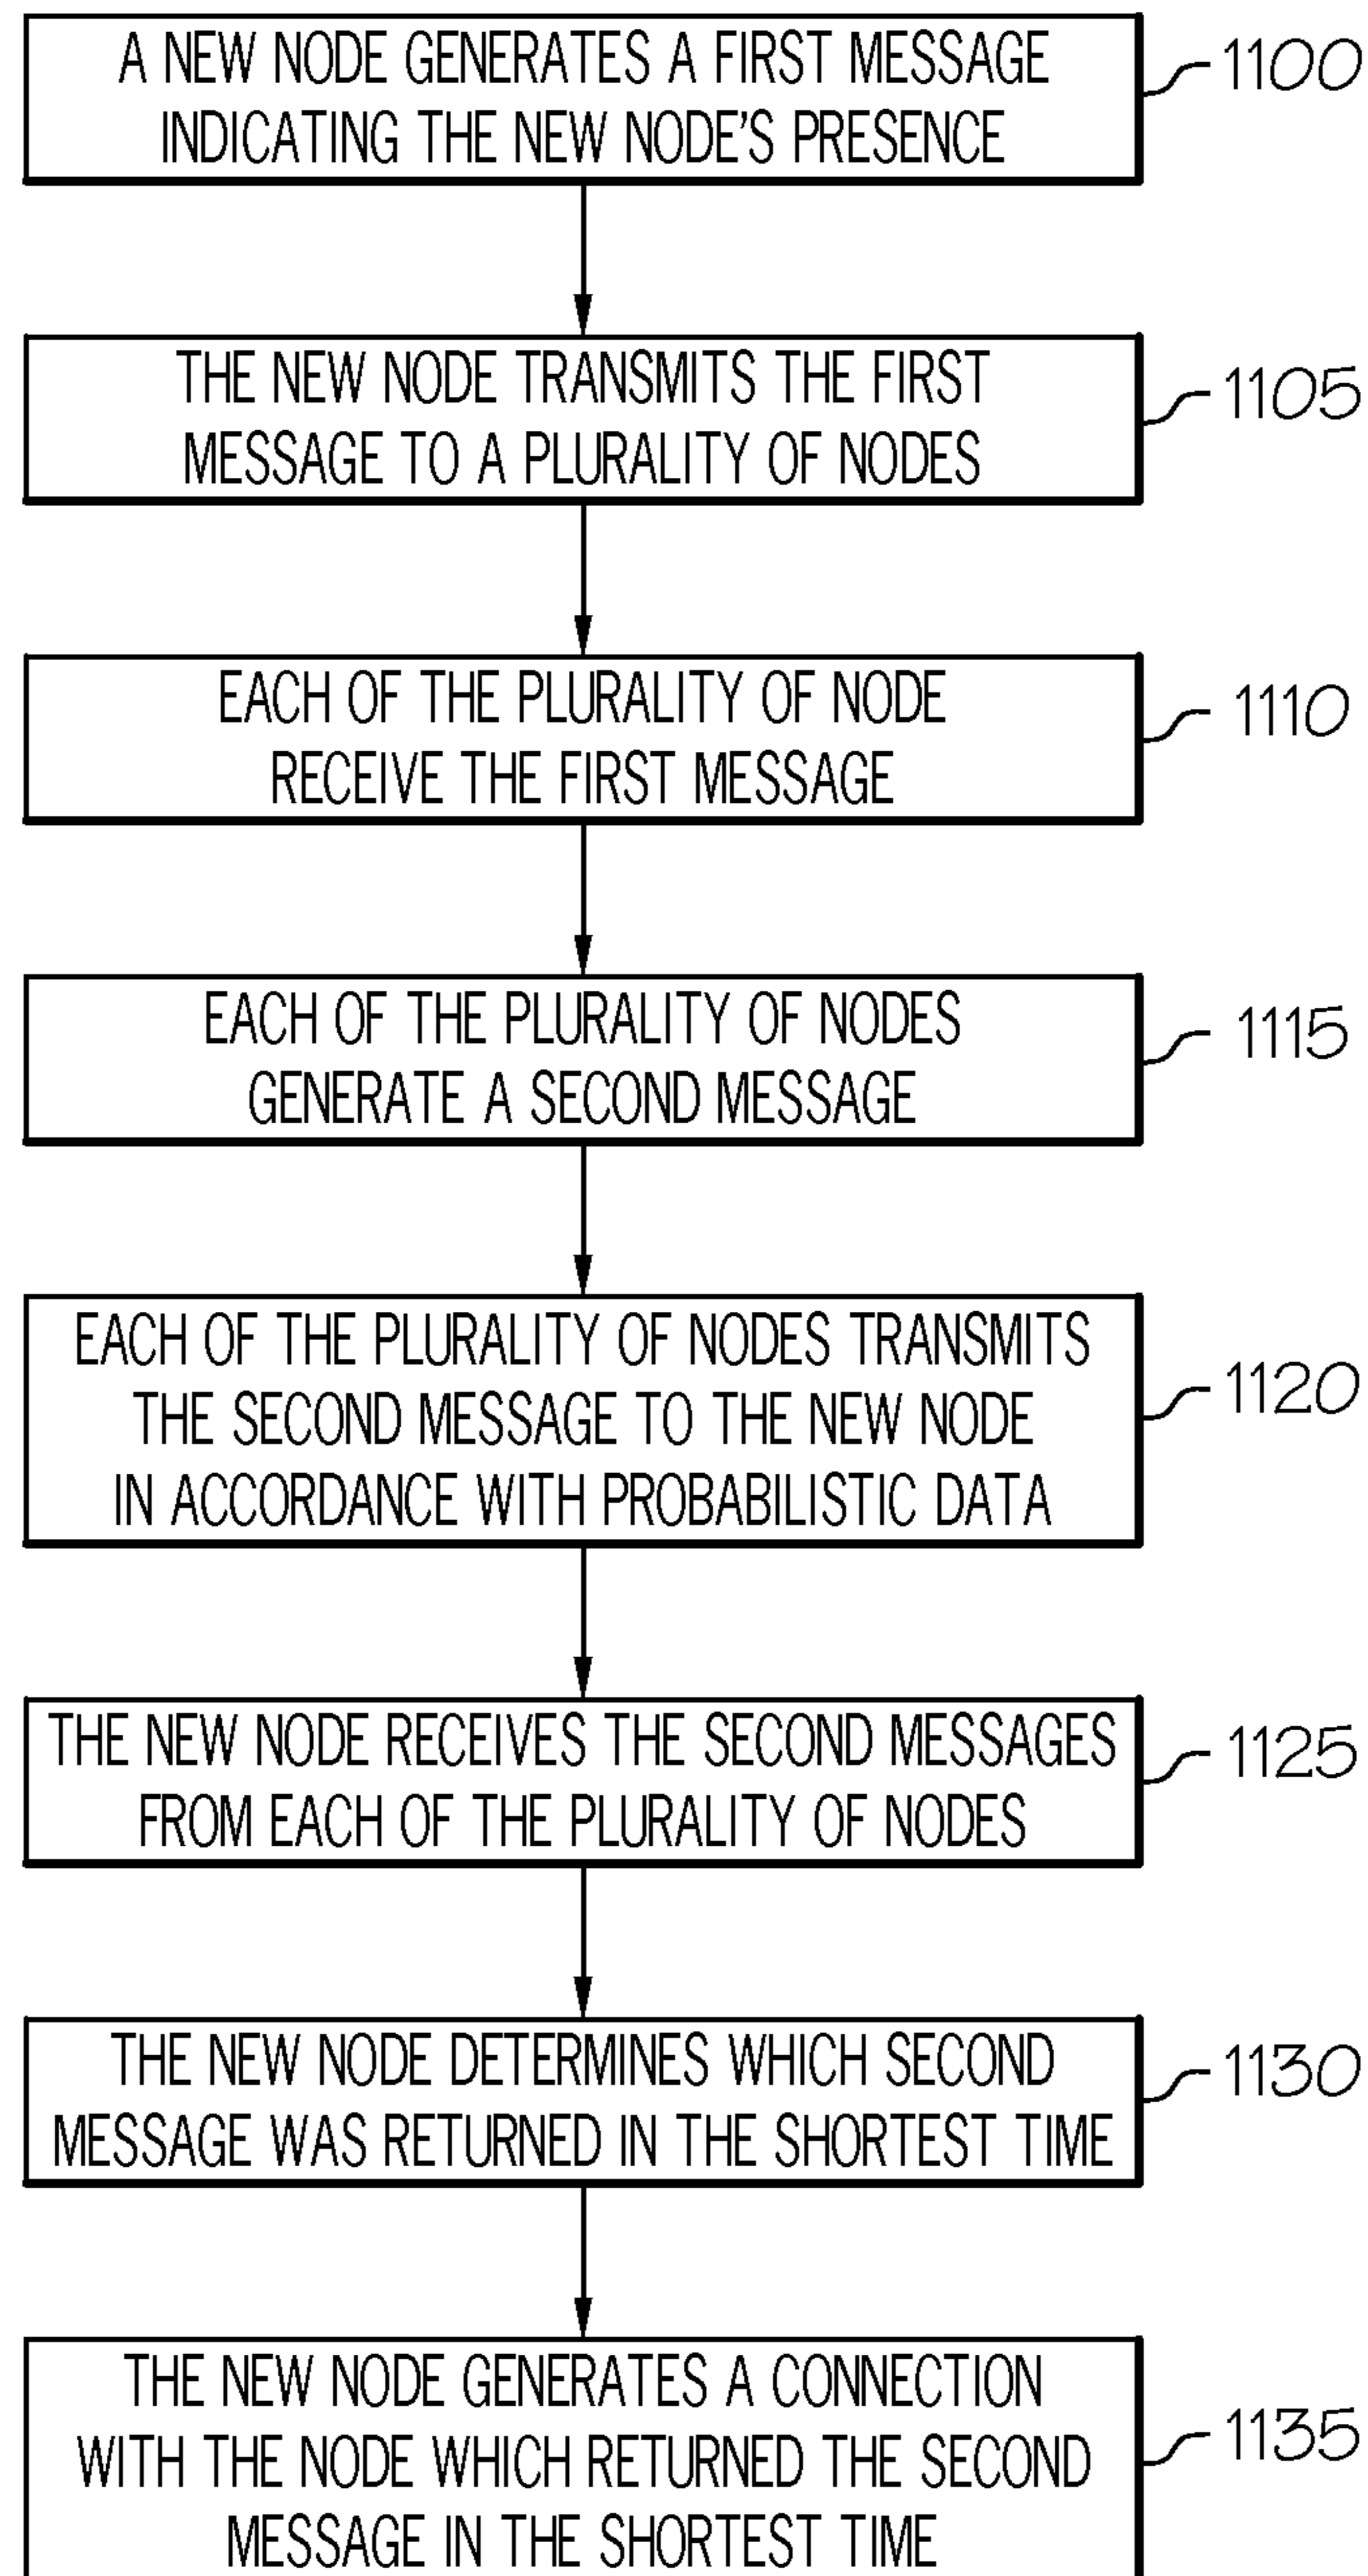 A NEW NODE GENERATES A FIRST MESSAGE
INDICATING THE NEW NODE'S PRESENCE
1100
THE NEW NODE TRANSMITS THE FIRST
MESSAGE TO A PLURALITY OF NODES
1105
EACH OF THE PLURALITY OF NODE
RECEIVE THE FIRST MESSAGE
1110
EACH OF THE PLURALITY OF NODES
GENERATE A SECOND MESSAGE
1115
EACH OF THE PLURALITY OF NODES TRANSMITS
THE SECOND MESSAGE TO THE NEW NODE
IN ACCORDANCE WITH PROBABILISTIC DATA
1120
THE NEW NODE RECEIVES THE SECOND MESSAGES
FROM EACH OF THE PLURALITY OF NODES
1125
THE NEW NODE DETERMINES WHICH SECOND
MESSAGE WAS RETURNED IN THE SHORTEST TIME
1130
THE NEW NODE GENERATES A CONNECTION
WITH THE NODE WHICH RETURNED THE SECOND
MESSAGE IN THE SHORTEST TIME
1135